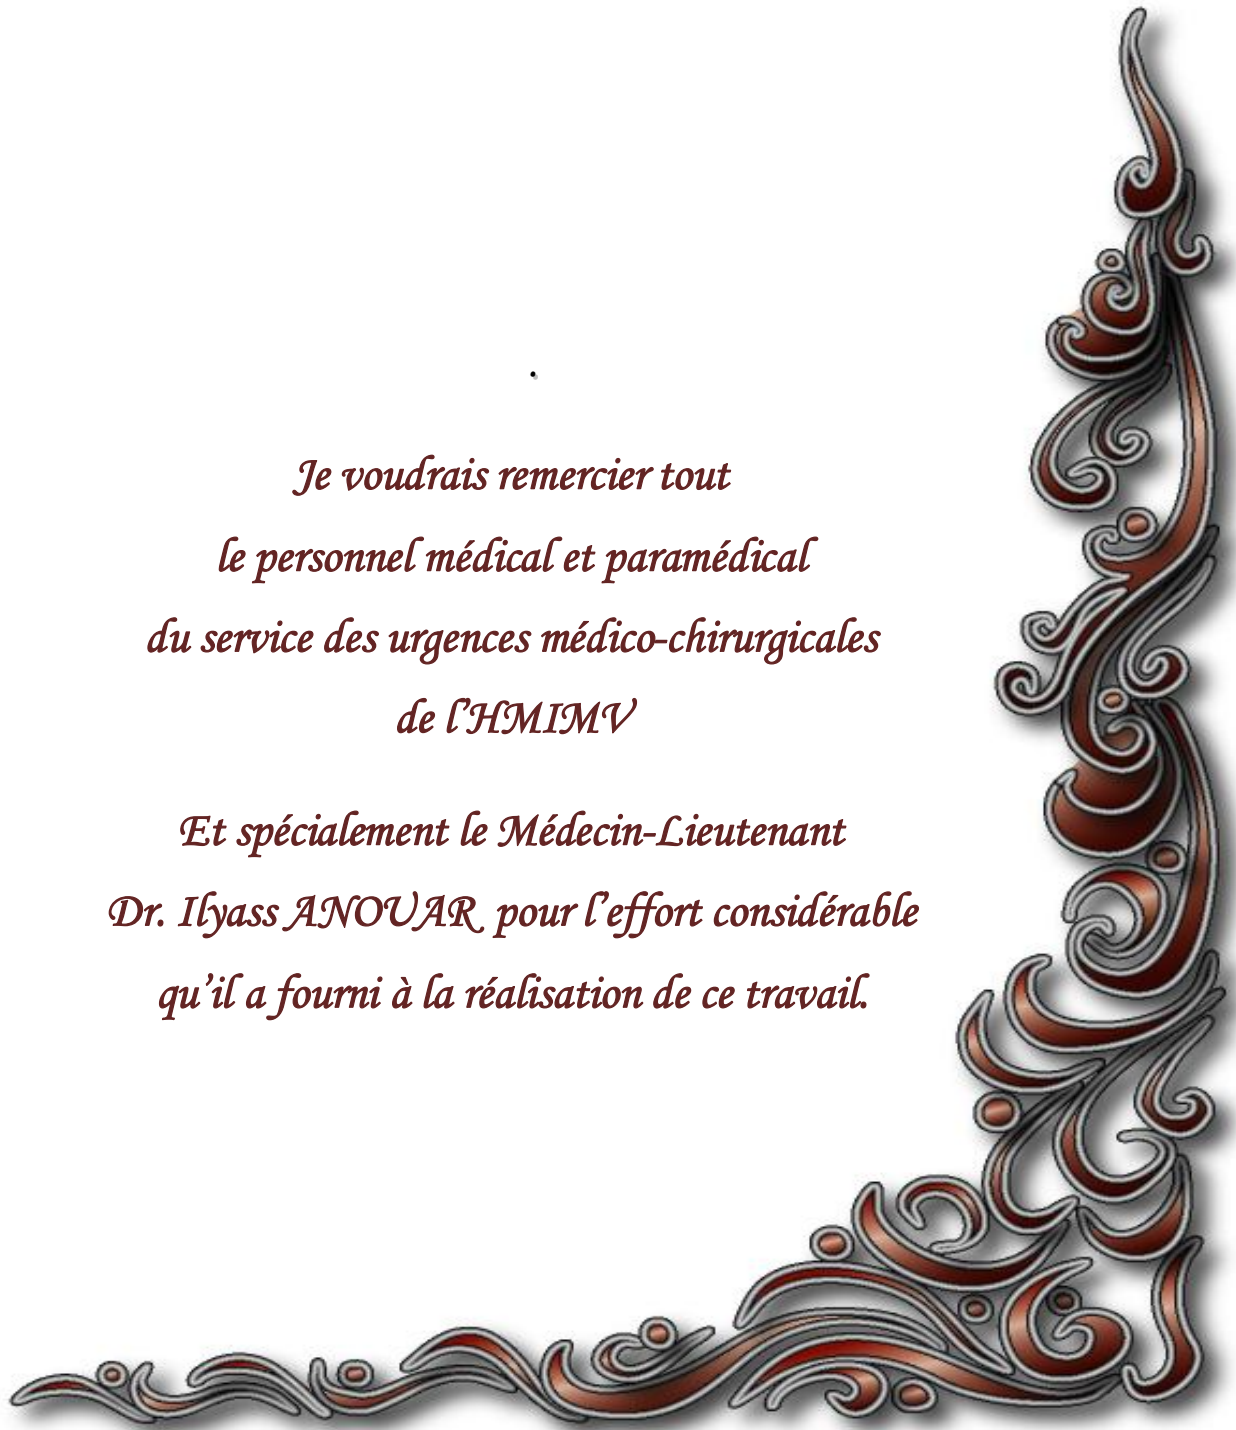 .
Je voudrais remercier tout
le personnel médical et paramédical
du service des urgences médico-chirurgicales
de l’HMIMV
Et spécialement le Médecin-Lieutenant
Dr. Ilyass ANOUAR pour l’effort considérable
qu’il a fourni à la réalisation de ce travail.